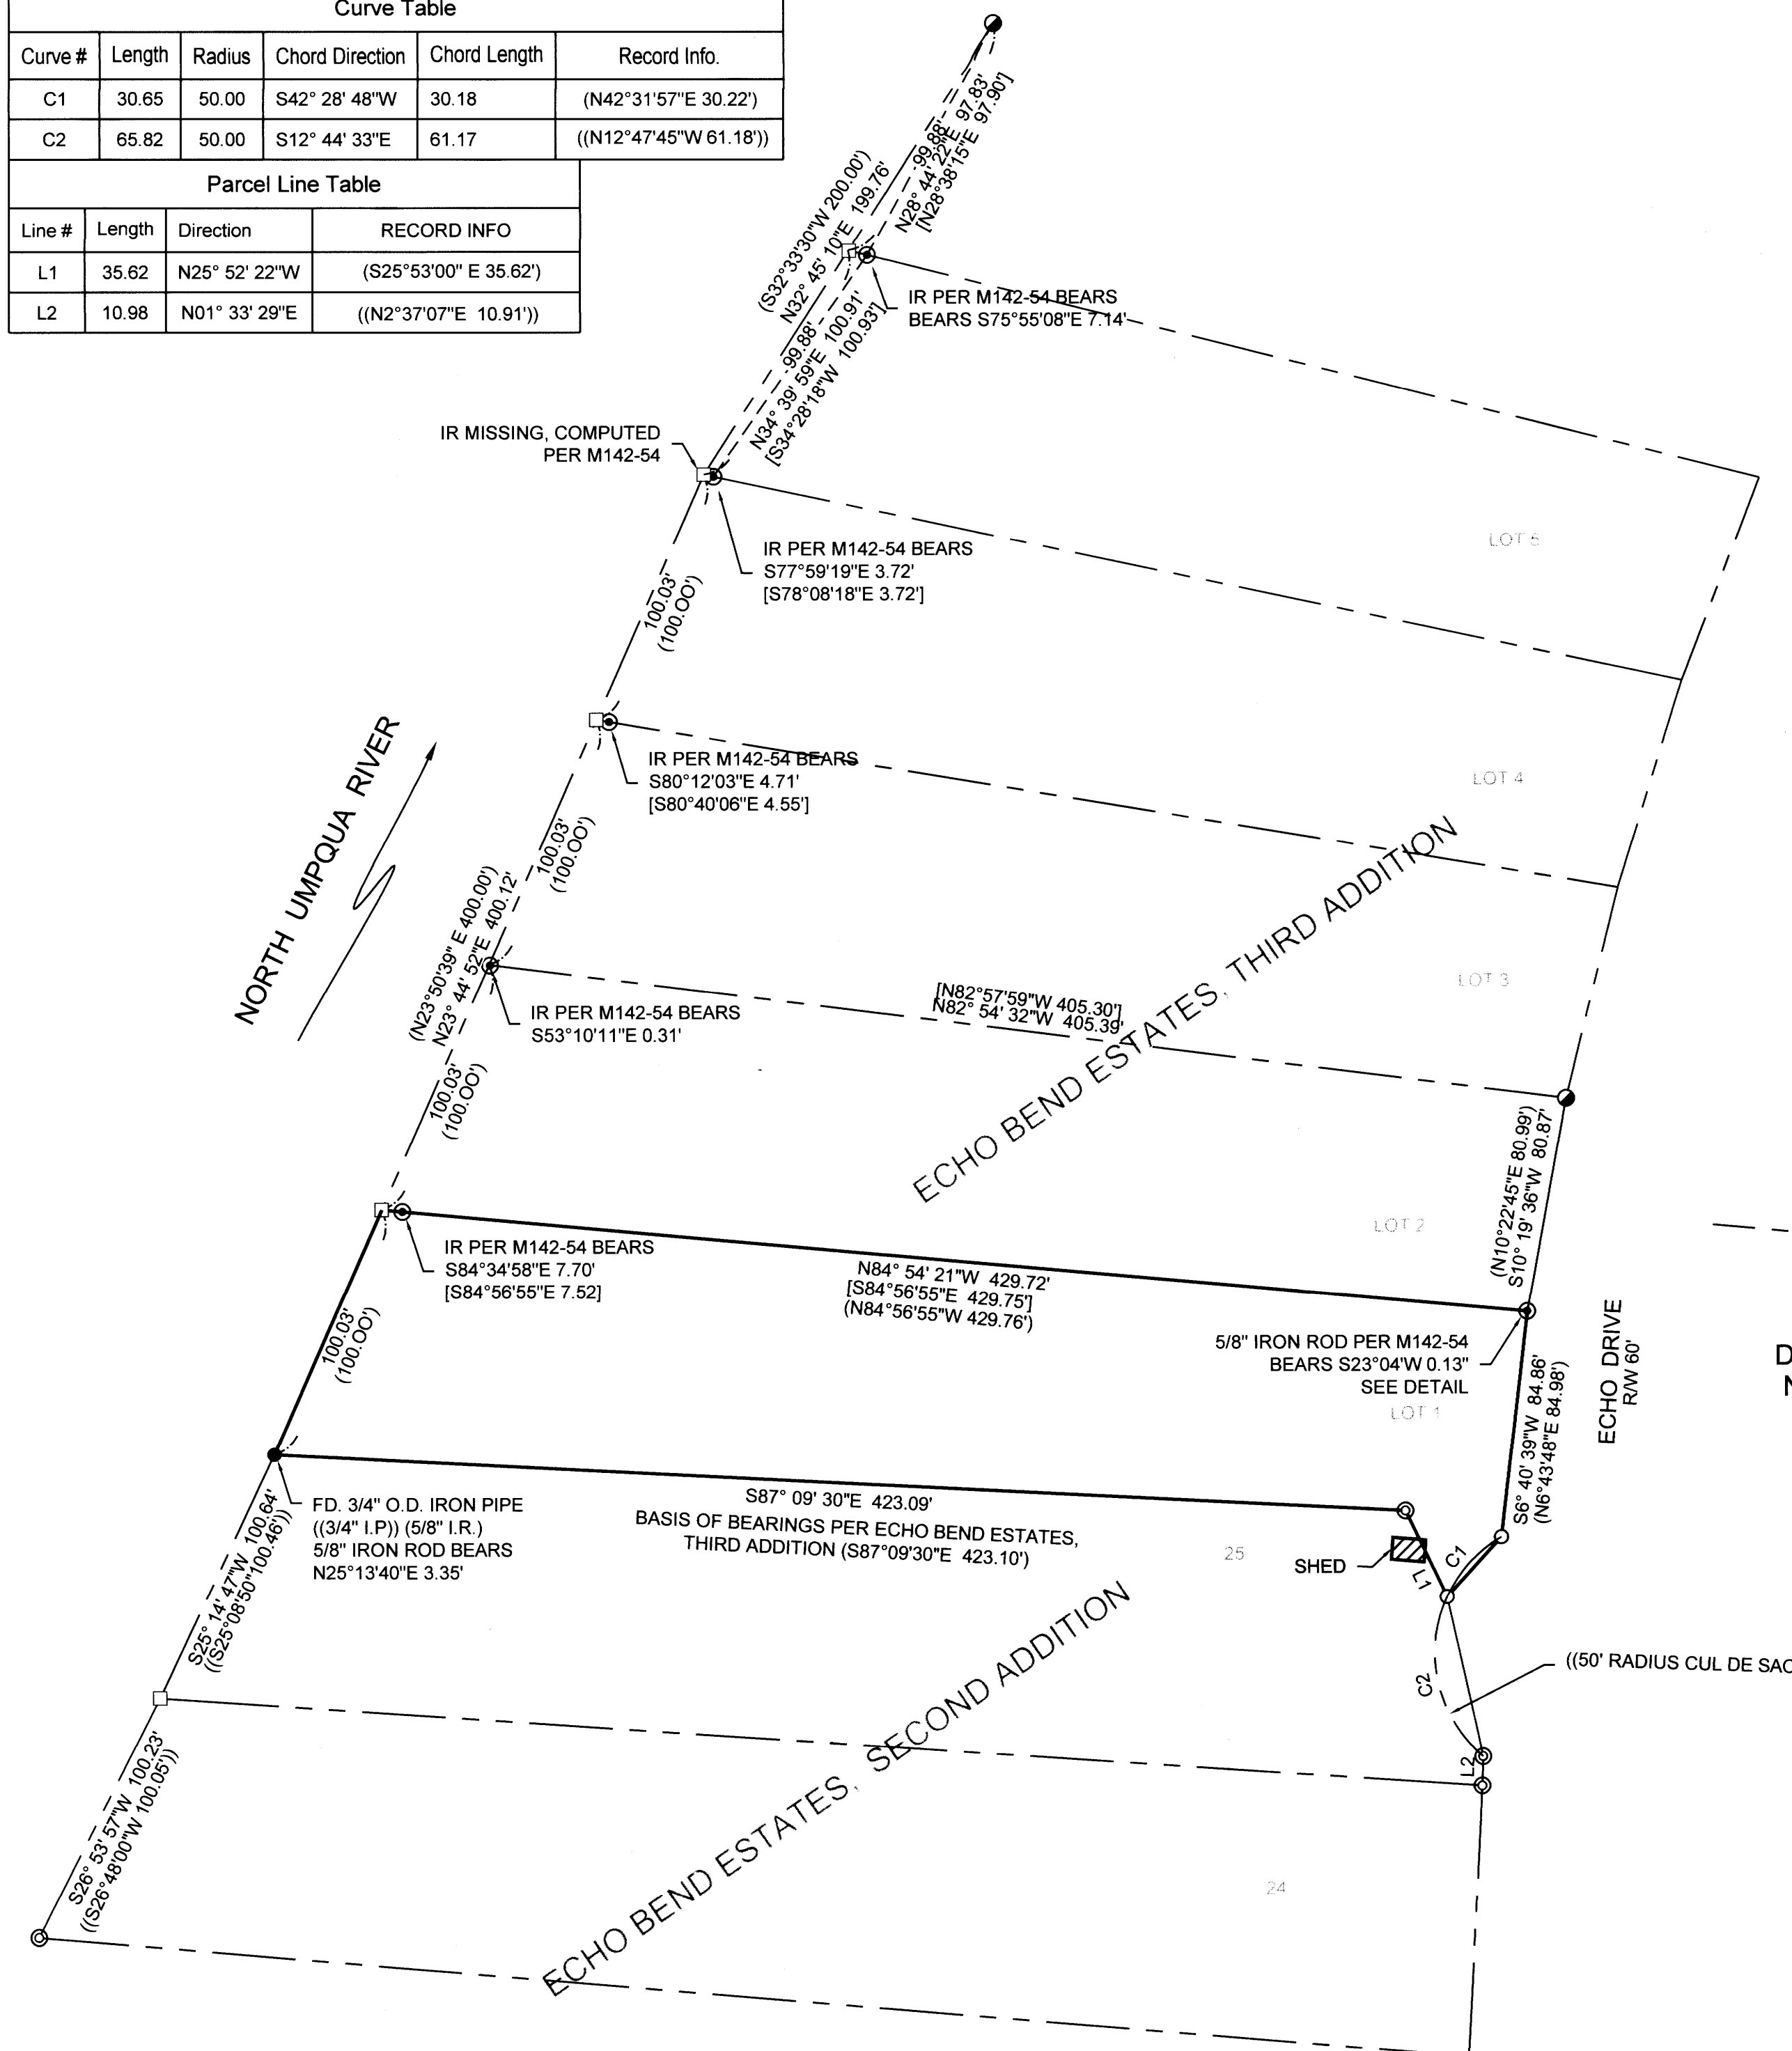 Curve Table
Curve # Length Radius Chord Direction Chord Length Record Info.
C1 30.65 50.00 S42° 28' 48"W 30.18 (N42°31'57"E 30.22')
C2 65.82 50.00 S12° 44' 33"E 61.17 ((N12°47'45"W 61.18'))
Parcel Line Table
Line # Length Direction RECORD INFO
L1 35.62 N25° 52' 22"W (S25°53'00" E 35.62')
L2 10.98 N01° 33' 29"E ((N2°37'07"E 10.91'))
(S32°33'30"W 200.00')
N32° 45' 10"E 199.76'
99.88'
N28° 44' 22"E 97.83'
[N28°38'15"E 97.90']
99.88'
N34° 39' 59"E 100.91'
[S34°28'18"W 100.93']
IR PER M142-54 BEARS
BEARS S75°55'08"E 7.14'
IR MISSING, COMPUTED
PER M142-54
IR PER M142-54 BEARS
S77°59'19"E 3.72'
[S78°08'18"E 3.72']
LOT 5
100.03'
(100.OO')
NORTH UMPQUA RIVER
IR PER M142-54 BEARS
S80°12'03"E 4.71'
[S80°40'06"E 4.55']
LOT 4
100.03'
(100.OO')
(N23°50'39" E 400.00')
N23° 44' 52"E 400.12'
ECHO BEND ESTATES, THIRD ADDITION
IR PER M142-54 BEARS
S53°10'11"E 0.31'
[N82°57'59"W 405.30']
N82° 54' 32"W 405.39'
LOT 3
100.03'
(100.OO')
(N10°22'45"E 80.99')
S10° 19' 36"W 80.87'
LOT 2
IR PER M142-54 BEARS
S84°34'58"E 7.70'
[S84°56'55"E 7.52]
N84° 54' 21"W 429.72'
[S84°56'55"E 429.75']
(N84°56'55"W 429.76')
5/8" IRON ROD PER M142-54
BEARS S23°04'W 0.13"
SEE DETAIL
LOT 1
ECHO DRIVE
R/W 60'
D
N
100.03'
(100.OO')
S6° 40' 39"W 84.86'
(N6°43'48"E 84.98')
FD. 3/4" O.D. IRON PIPE
((3/4" I.P)) (5/8" I.R.)
5/8" IRON ROD BEARS
N25°13'40"E 3.35'
S87° 09' 30"E 423.09'
BASIS OF BEARINGS PER ECHO BEND ESTATES,
THIRD ADDITION (S87°09'30"E 423.10')
25
SHED
L1
C1
S25° 14' 47"W 100.64'
((S25°08'50"100.46'))
ECHO BEND ESTATES, SECOND ADDITION
C2
((50' RADIUS CUL DE SAC
L2
S26° 53' 57"W 100.23'
((S26°48'00"W 100.05'))
24